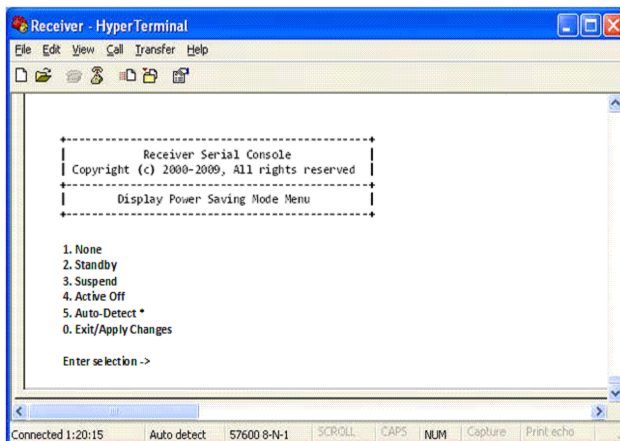 Receiver - HyperTerminal
File Edit View Call Transfer Help
Receiver Serial Console
Copyright (c) 2000-2009, All rights reserved
Display Power Saving Mode Menu
1. None
2. Standby
3. Suspend
4. Active Off
5. Auto-Detect *
0. Exit/Apply Changes
Enter selection ->
Connected 1:20:15 Auto detect 57600 8-N-1 SCROLL CAPS NUM Capture Print echo